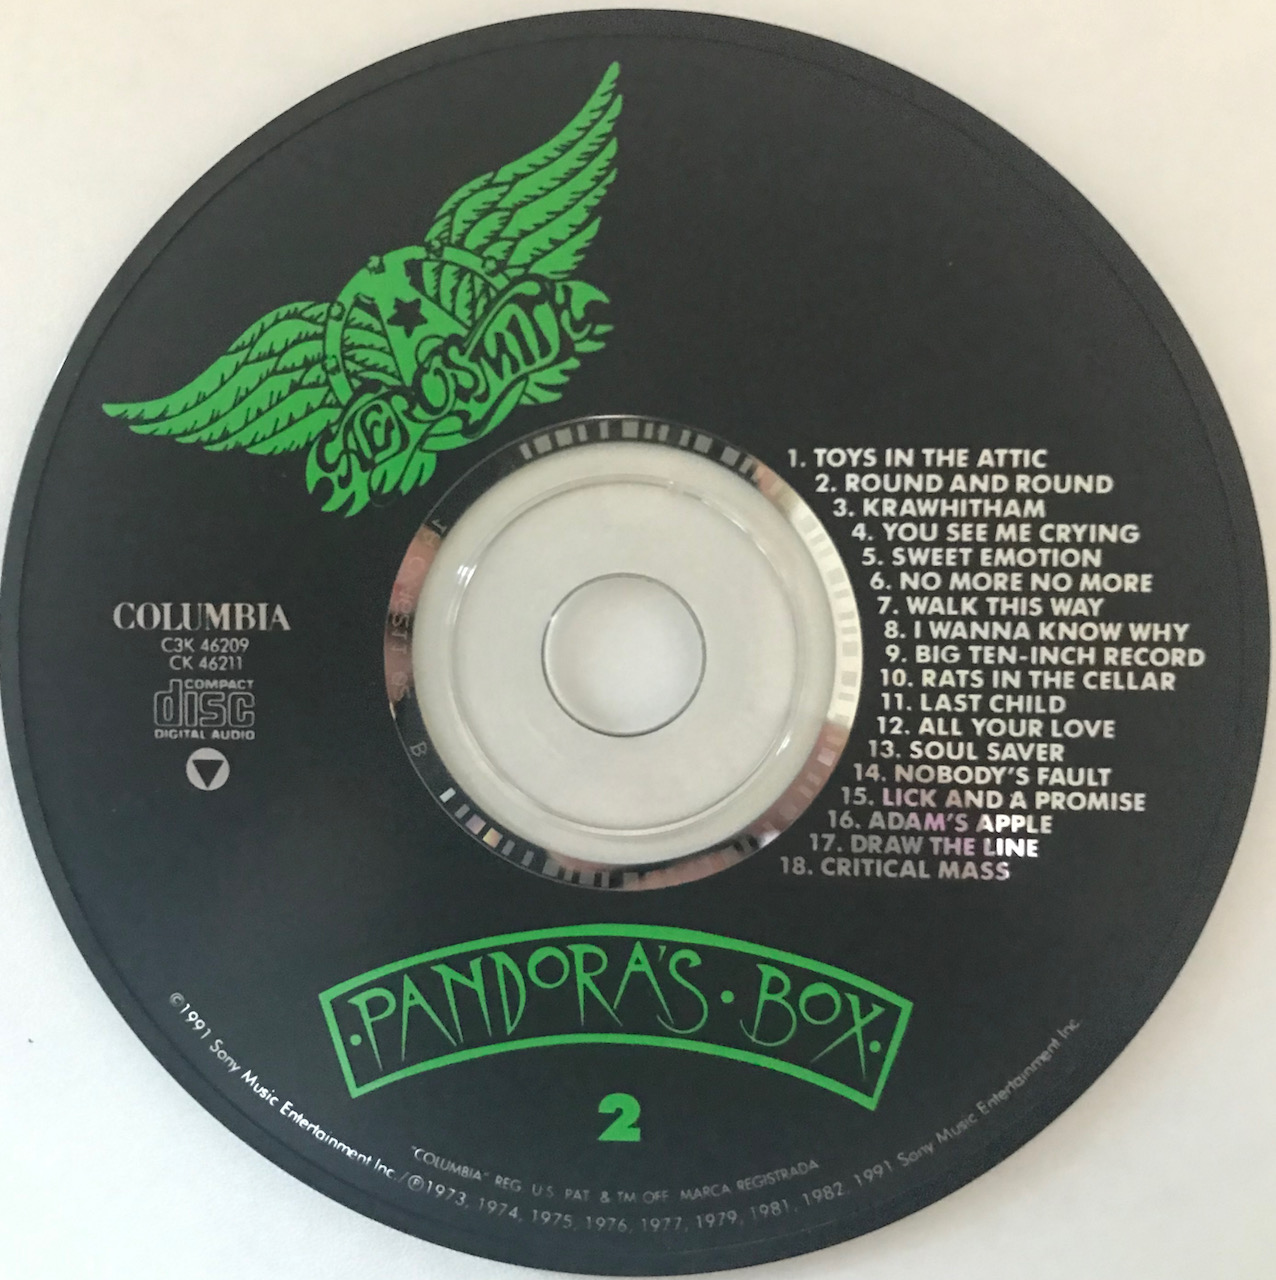 AEROSMITH
1. TOYS IN THE ATTIC
2. ROUND AND ROUND
3. KRAWHITHAM
4. YOU SEE ME CRYING
5. SWEET EMOTION
6. NO MORE NO MORE
7. WALK THIS WAY
8. I WANNA KNOW WHY
9. BIG TEN-INCH RECORD
10. RATS IN THE CELLAR
11. LAST CHILD
12. ALL YOUR LOVE
13. SOUL SAVER
14. NOBODY'S FAULT
15. LICK AND A PROMISE
16. ADAM'S APPLE
17. DRAW THE LINE
18. CRITICAL MASS
COLUMBIA
C3K 46209
CK 46211
COMPACT
disc
DIGITAL AUDIO
·PANDORA'S·BOX·
2
"COLUMBIA" REG. U.S. PAT. & TM. OFF. MARCA REGISTRADA
©1991 Sony Music Entertainment Inc./℗1973, 1974, 1975, 1976, 1977, 1979, 1981, 1982, 1991 Sony Music Entertainment Inc.